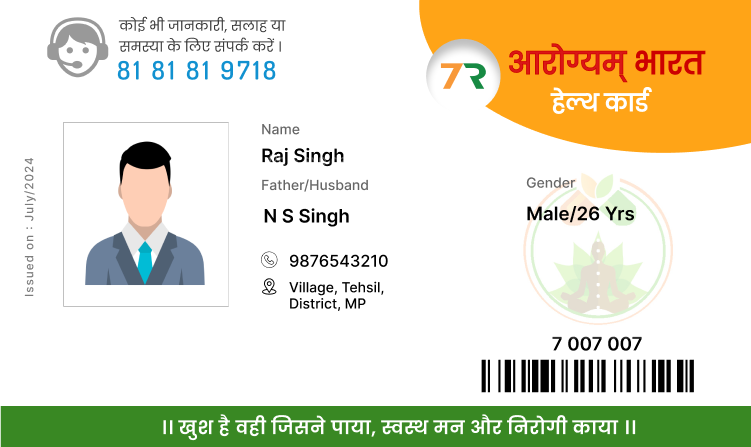 कोई भी जानकारी, सलाह या
समस्या के लिए संपर्क करें ।
81 81 81 9718
7R
आरोग्यम् भारत
हेल्थ कार्ड
Issued on : July/2024
Name
Raj Singh
Father/Husband
N S Singh
Gender
Male/26 Yrs
9876543210
Village, Tehsil,
District, MP
7 007 007
।। खुश है वही जिसने पाया, स्वस्थ मन और निरोगी काया ।।